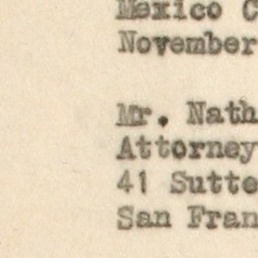 Mexico C
November
Mr. Nath
Attorney
41 Sutte
San Fran